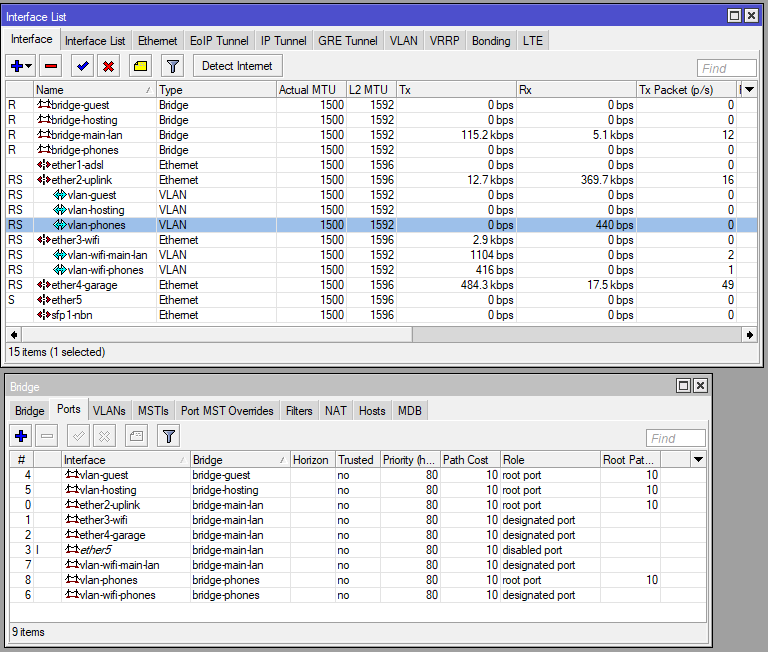 Interface List
Interface Interface List Ethernet EoIP Tunnel IP Tunnel GRE Tunnel VLAN VRRP Bonding LTE
Detect Internet Find
Name / Type Actual MTU L2 MTU Tx Rx Tx Packet (p/s)
R bridge-guest Bridge 1500 1592 0 bps 0 bps 0
R bridge-hosting Bridge 1500 1592 0 bps 0 bps 0
R bridge-main-lan Bridge 1500 1592 115.2 kbps 5.1 kbps 12
R bridge-phones Bridge 1500 1592 0 bps 0 bps 0
ether1-adsl Ethernet 1500 1596 0 bps 0 bps 0
RS ether2-uplink Ethernet 1500 1596 12.7 kbps 369.7 kbps 16
RS vlan-guest VLAN 1500 1592 0 bps 0 bps 0
RS vlan-hosting VLAN 1500 1592 0 bps 0 bps 0
RS vlan-phones VLAN 1500 1592 0 bps 440 bps 0
RS ether3-wifi Ethernet 1500 1596 2.9 kbps 0 bps 0
RS vlan-wifi-main-lan VLAN 1500 1592 1104 bps 0 bps 2
RS vlan-wifi-phones VLAN 1500 1592 416 bps 0 bps 1
RS ether4-garage Ethernet 1500 1596 484.3 kbps 17.5 kbps 49
S ether5 Ethernet 1500 1596 0 bps 0 bps 0
sfp1-nbn Ethernet 1500 1596 0 bps 0 bps 0
15 items (1 selected)
Bridge
Bridge Ports VLANs MSTIs Port MST Overrides Filters NAT Hosts MDB
Find
# Interface / Bridge / Horizon Trusted Priority (h... Path Cost Role Root Pat...
4 vlan-guest bridge-guest no 80 10 root port 10
5 vlan-hosting bridge-hosting no 80 10 root port 10
0 ether2-uplink bridge-main-lan no 80 10 root port 10
1 ether3-wifi bridge-main-lan no 80 10 designated port
2 ether4-garage bridge-main-lan no 80 10 designated port
3 I ether5 bridge-main-lan no 80 10 disabled port
7 vlan-wifi-main-lan bridge-main-lan no 80 10 designated port
8 vlan-phones bridge-phones no 80 10 root port 10
6 vlan-wifi-phones bridge-phones no 80 10 designated port
9 items